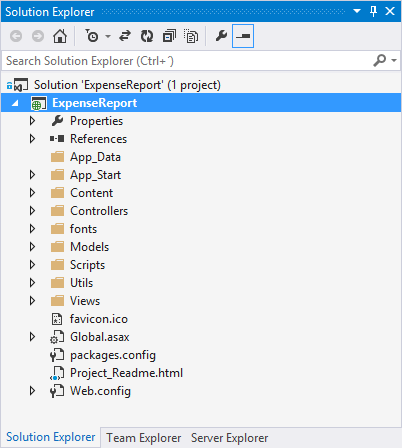 Solution Explorer
Search Solution Explorer (Ctrl+´)
Solution 'ExpenseReport' (1 project)
ExpenseReport
Properties
References
App_Data
App_Start
Content
Controllers
fonts
Models
Scripts
Utils
Views
favicon.ico
Global.asax
packages.config
Project_Readme.html
Web.config
Solution Explorer Team Explorer Server Explorer